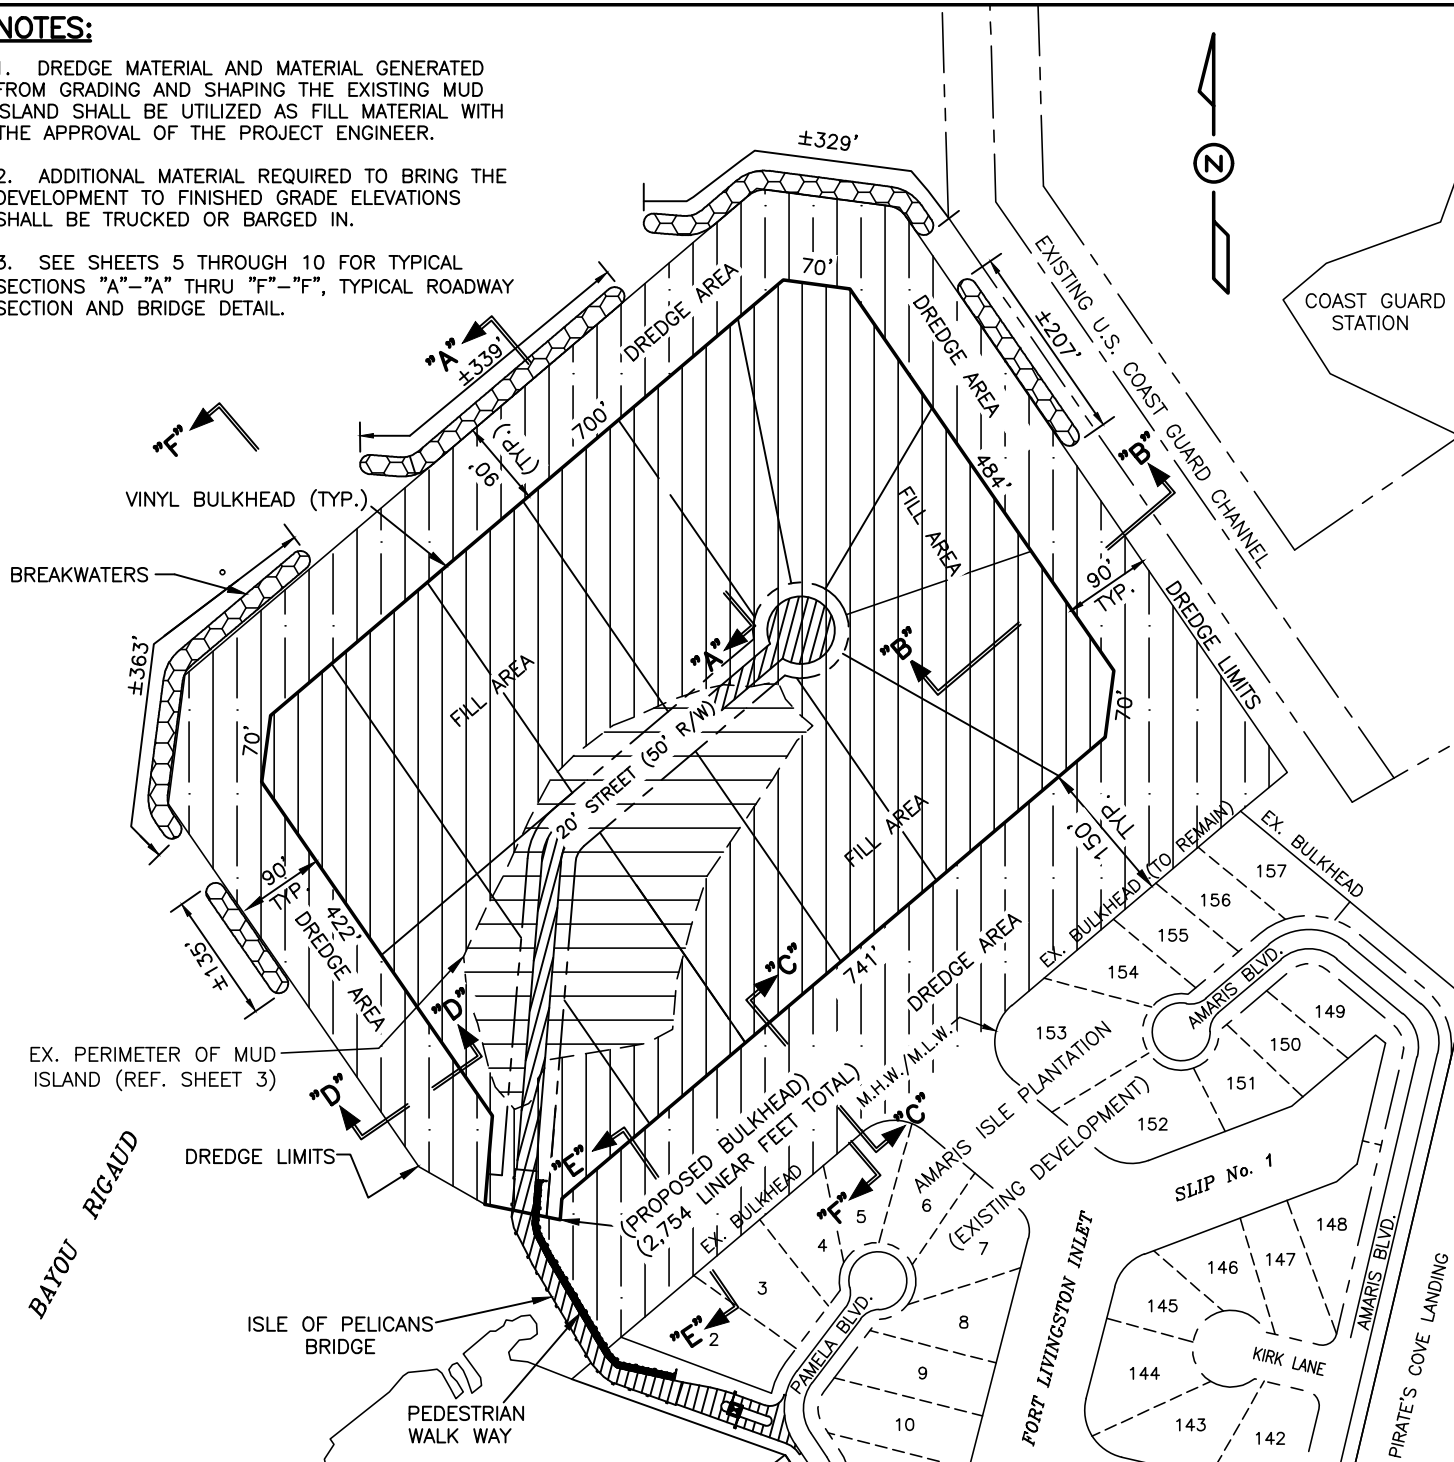 NOTES:
1. DREDGE MATERIAL AND MATERIAL GENERATED
FROM GRADING AND SHAPING THE EXISTING MUD
ISLAND SHALL BE UTILIZED AS FILL MATERIAL WITH
THE APPROVAL OF THE PROJECT ENGINEER.
2. ADDITIONAL MATERIAL REQUIRED TO BRING THE
DEVELOPMENT TO FINISHED GRADE ELEVATIONS
SHALL BE TRUCKED OR BARGED IN.
3. SEE SHEETS 5 THROUGH 10 FOR TYPICAL
SECTIONS "A"–"A" THRU "F"–"F", TYPICAL ROADWAY
SECTION AND BRIDGE DETAIL.
±329'
N
EXISTING U.S. COAST GUARD CHANNEL
COAST GUARD
STATION
70'
DREDGE AREA
DREDGE AREA
±207'
"A"
±339'
"F"
700'
90'
(TYP.)
484'
"B"
VINYL BULKHEAD (TYP.)
FILL AREA
BREAKWATERS
90'
TYP.
DREDGE LIMITS
±363'
"A"
"B"
FILL AREA
70'
70'
20' STREET (50' R/W)
FILL AREA
150'
TYP.
EX. BULKHEAD (TO REMAIN)
EX. BULKHEAD
90'
TYP.
422'
DREDGE AREA
±135'
157
156
155
154
153
AMARIS BLVD.
149
150
151
152
"C"
741'
DREDGE AREA
"D"
EX. PERIMETER OF MUD
ISLAND (REF. SHEET 3)
"D"
M.H.W./M.L.W.
"C"
AMARIS ISLE PLANTATION
(EXISTING DEVELOPMENT)
DREDGE LIMITS
"E"
(PROPOSED BULKHEAD)
(2,754 LINEAR FEET TOTAL)
EX. BULKHEAD
"F"
SLIP No. 1
BAYOU RIGAUD
5
6
4
7
3
2
"E"
8
9
10
PAMELA BLVD.
FORT LIVINGSTON INLET
148
147
146
145
144
143
142
KIRK LANE
AMARIS BLVD.
PIRATE'S COVE LANDING
ISLE OF PELICANS
BRIDGE
PEDESTRIAN
WALK WAY